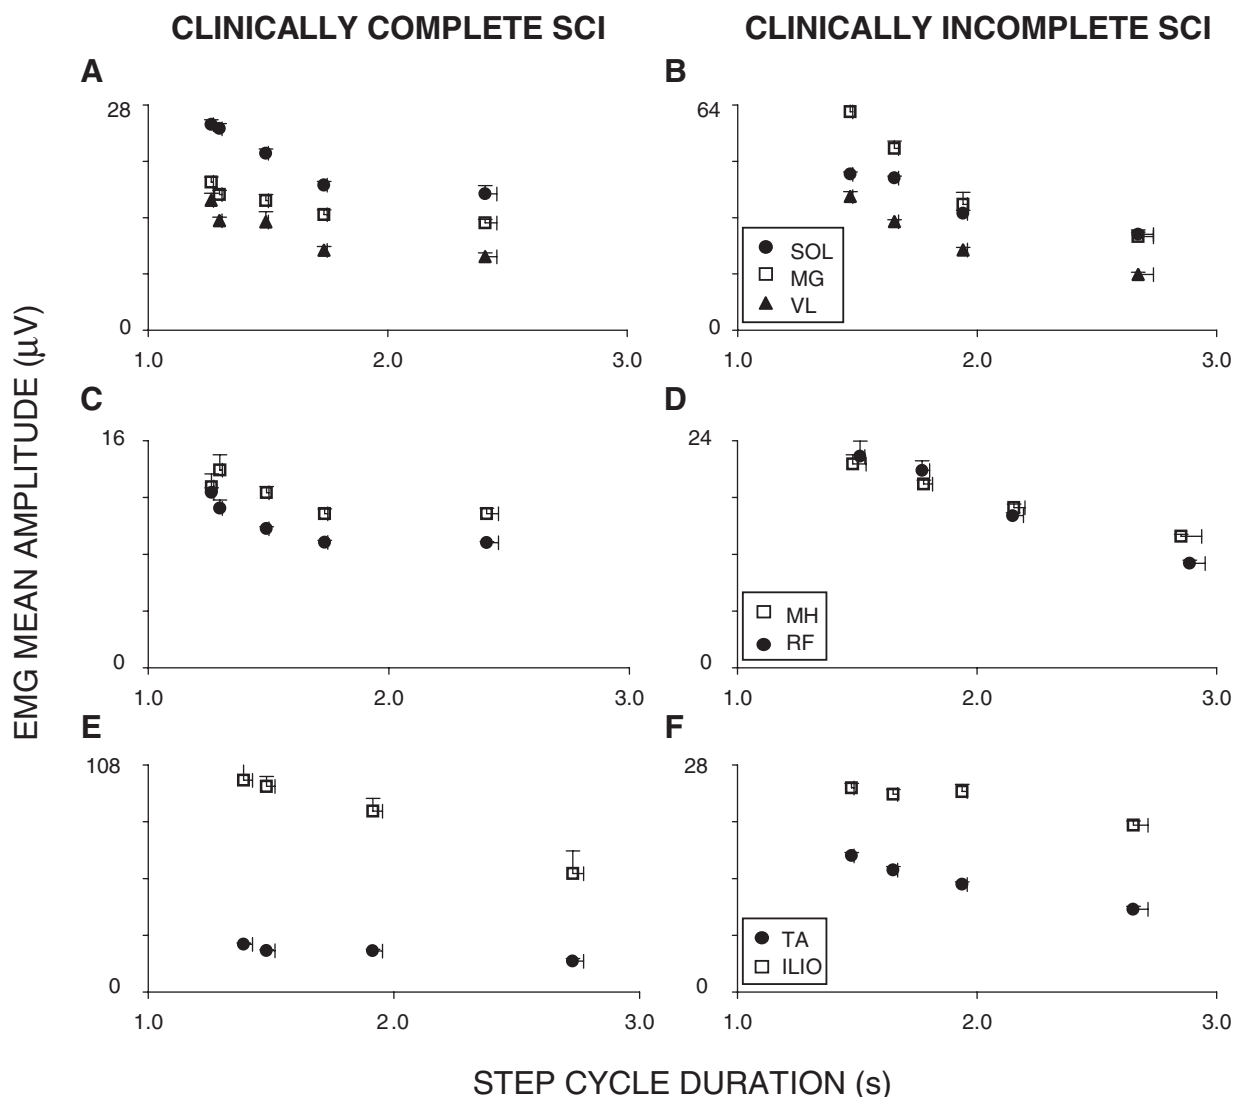 CLINICALLY COMPLETE SCI
CLINICALLY INCOMPLETE SCI
A
28
0
1.0 2.0 3.0
B
64
0
1.0 2.0 3.0
SOL
MG
VL
C
16
0
1.0 2.0 3.0
D
24
0
1.0 2.0 3.0
MH
RF
E
108
0
1.0 2.0 3.0
F
28
0
1.0 2.0 3.0
TA
ILIO
EMG MEAN AMPLITUDE (μV)
STEP CYCLE DURATION (s)